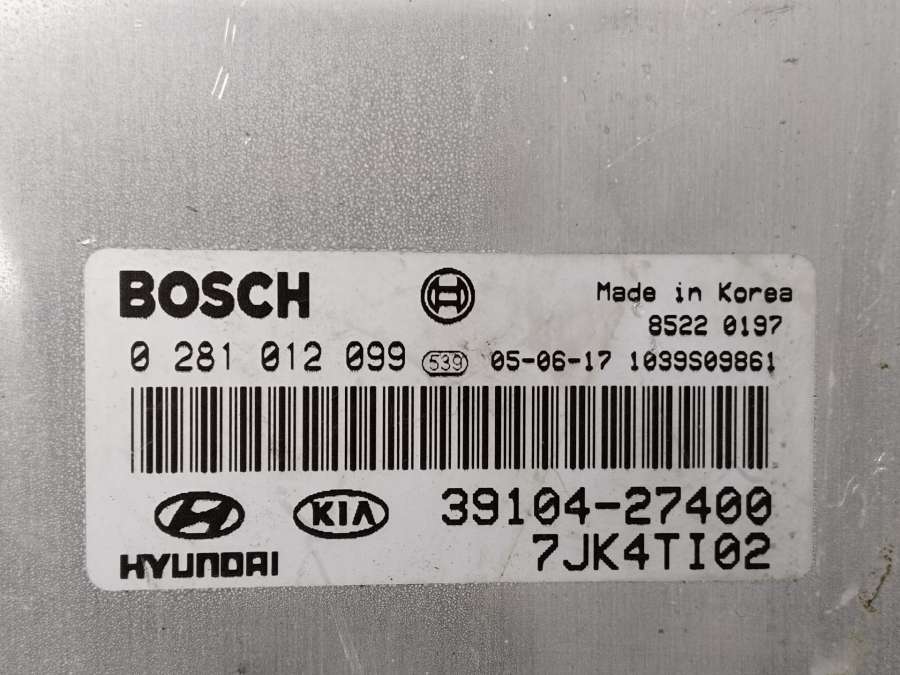 BOSCH
Made in Korea
8522 0197
0 281 012 099 539 05-06-17 1039S09861
KIA 39104-27400
HYUNDAI 7JK4TI02